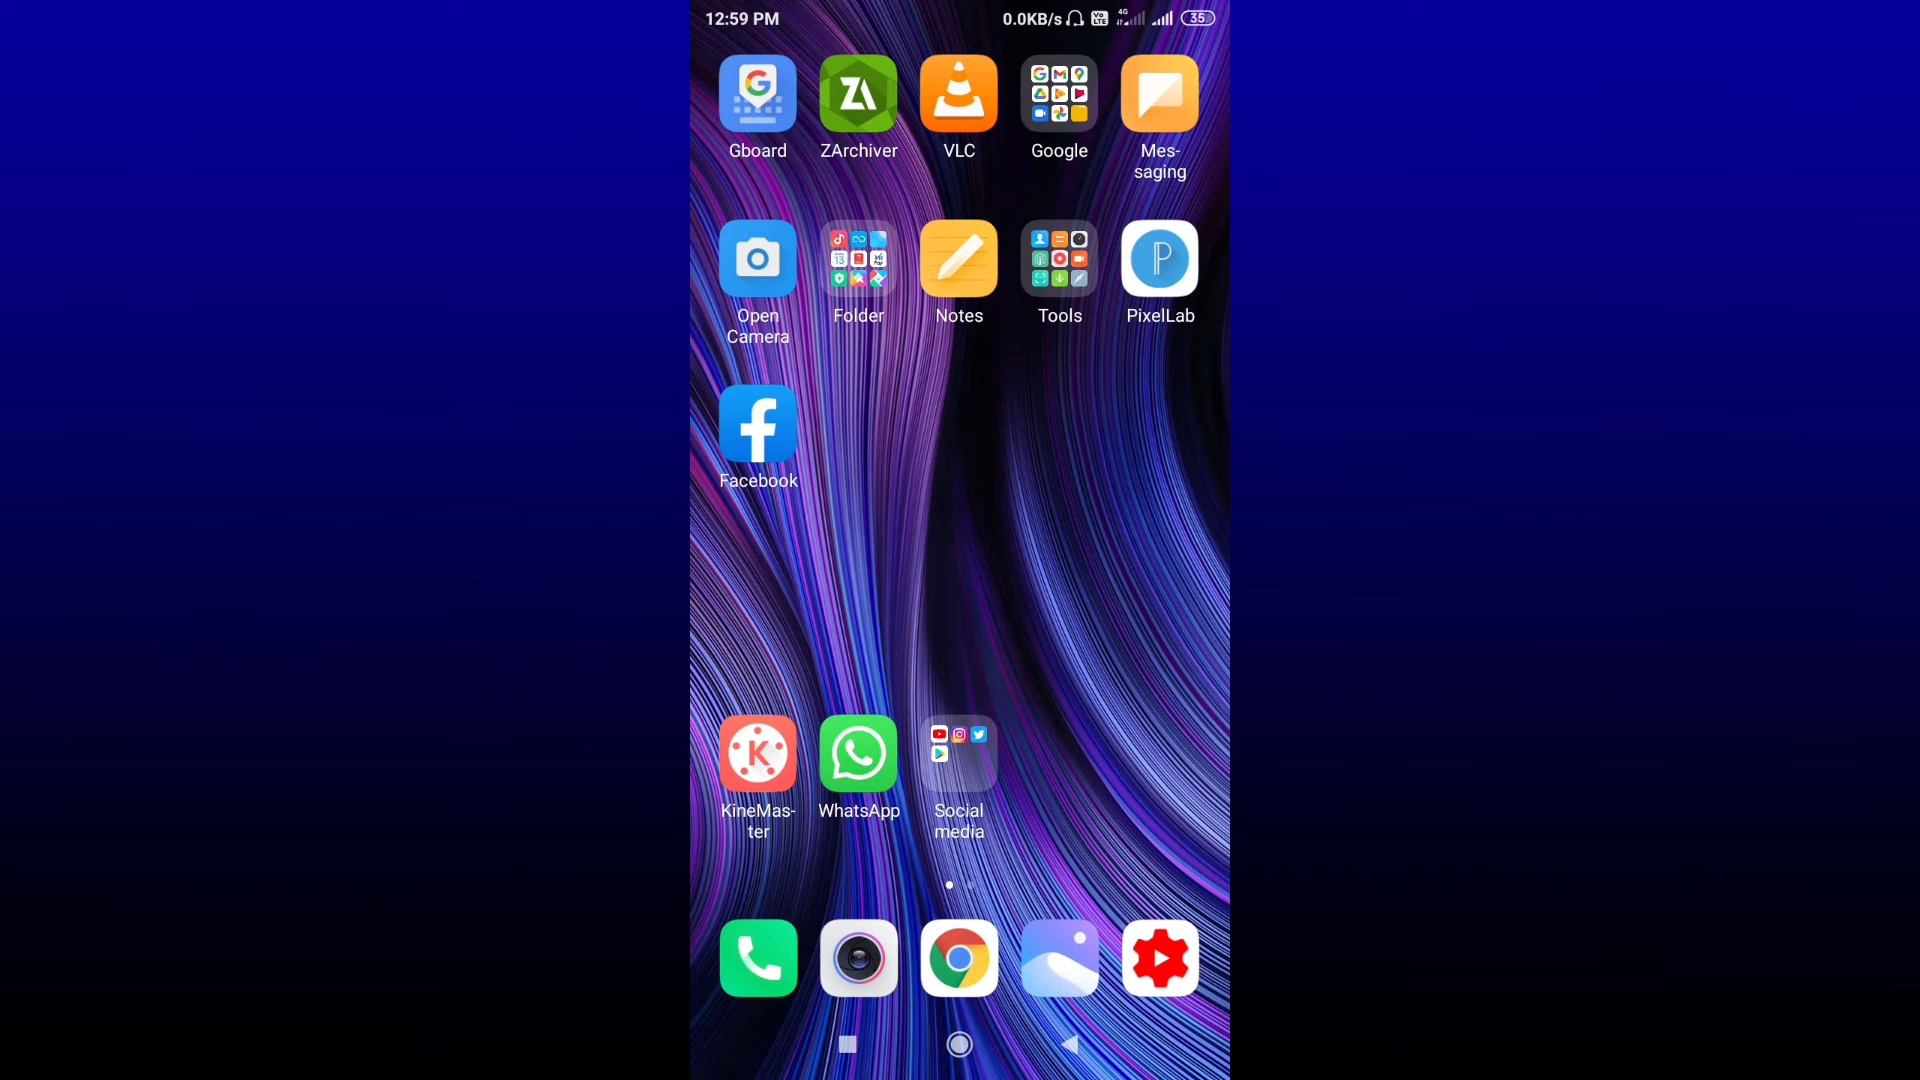 12:59 PM 0.0KB/s 4G 35
Gboard ZArchiver VLC Google Mes-
saging
Open Folder Notes Tools PixelLab
Camera
Facebook
KineMas- WhatsApp Social
ter media